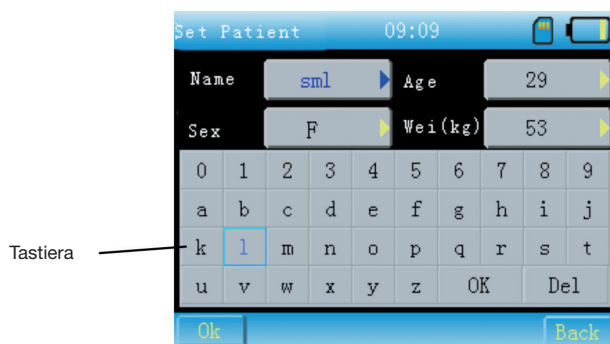 Set Patient 09:09
Name sml Age 29
Sex F Wei(kg) 53
0 1 2 3 4 5 6 7 8 9
a b c d e f g h i j
Tastiera k l m n o p q r s t
u v w x y z OK Del
Ok Back